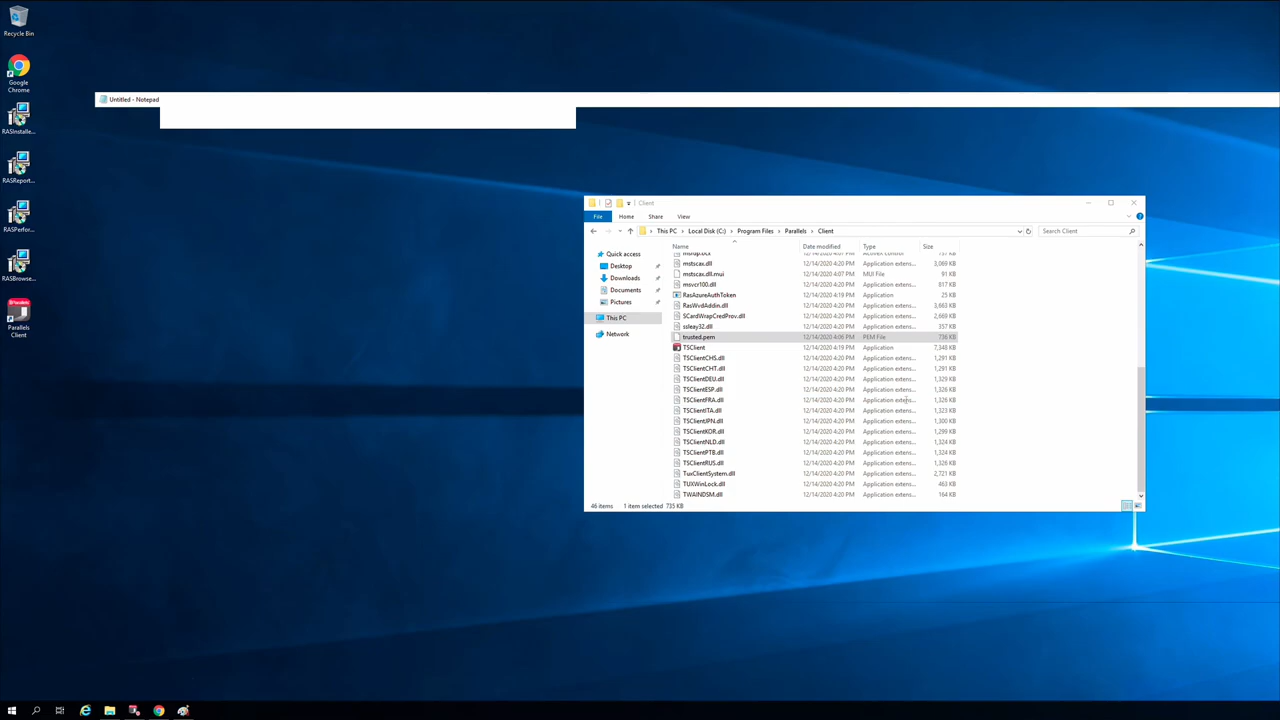 Recycle Bin
Google
Chrome
RASInstalle...
RASReport...
RASPerfor...
RASBrowse...
Parallels
Client
Untitled - Notepad
Client
File Home Share View
This PC Local Disk (C:) Program Files Parallels Client
Search Client
Name Date modified Type Size
Quick access
Desktop
Downloads
Documents
Pictures
This PC
Network
mstscax.dll 12/14/2020 4:20 PM Application extens... 3,069 KB
mstscax.dll.mui 12/14/2020 4:07 PM MUI File 91 KB
msvcr100.dll 12/14/2020 4:20 PM Application extens... 817 KB
RasAzureAuthToken 12/14/2020 4:19 PM Application 25 KB
RasWvdAddin.dll 12/14/2020 4:20 PM Application extens... 3,663 KB
SCardWrapCredProv.dll 12/14/2020 4:20 PM Application extens... 2,669 KB
ssleay32.dll 12/14/2020 4:20 PM Application extens... 357 KB
trusted.pem 12/14/2020 4:06 PM PEM File 736 KB
TSClient 12/14/2020 4:19 PM Application 7,348 KB
TSClientCHS.dll 12/14/2020 4:20 PM Application extens... 1,291 KB
TSClientCHT.dll 12/14/2020 4:20 PM Application extens... 1,291 KB
TSClientDEU.dll 12/14/2020 4:20 PM Application extens... 1,329 KB
TSClientESP.dll 12/14/2020 4:20 PM Application extens... 1,326 KB
TSClientFRA.dll 12/14/2020 4:20 PM Application extens... 1,326 KB
TSClientITA.dll 12/14/2020 4:20 PM Application extens... 1,323 KB
TSClientJPN.dll 12/14/2020 4:20 PM Application extens... 1,300 KB
TSClientKOR.dll 12/14/2020 4:20 PM Application extens... 1,299 KB
TSClientNLD.dll 12/14/2020 4:20 PM Application extens... 1,324 KB
TSClientPTB.dll 12/14/2020 4:20 PM Application extens... 1,324 KB
TSClientRUS.dll 12/14/2020 4:20 PM Application extens... 1,326 KB
TuxClientSystem.dll 12/14/2020 4:20 PM Application extens... 2,721 KB
TUXWinLock.dll 12/14/2020 4:20 PM Application extens... 463 KB
TWAINDSM.dll 12/14/2020 4:20 PM Application extens... 164 KB
46 items 1 item selected 735 KB